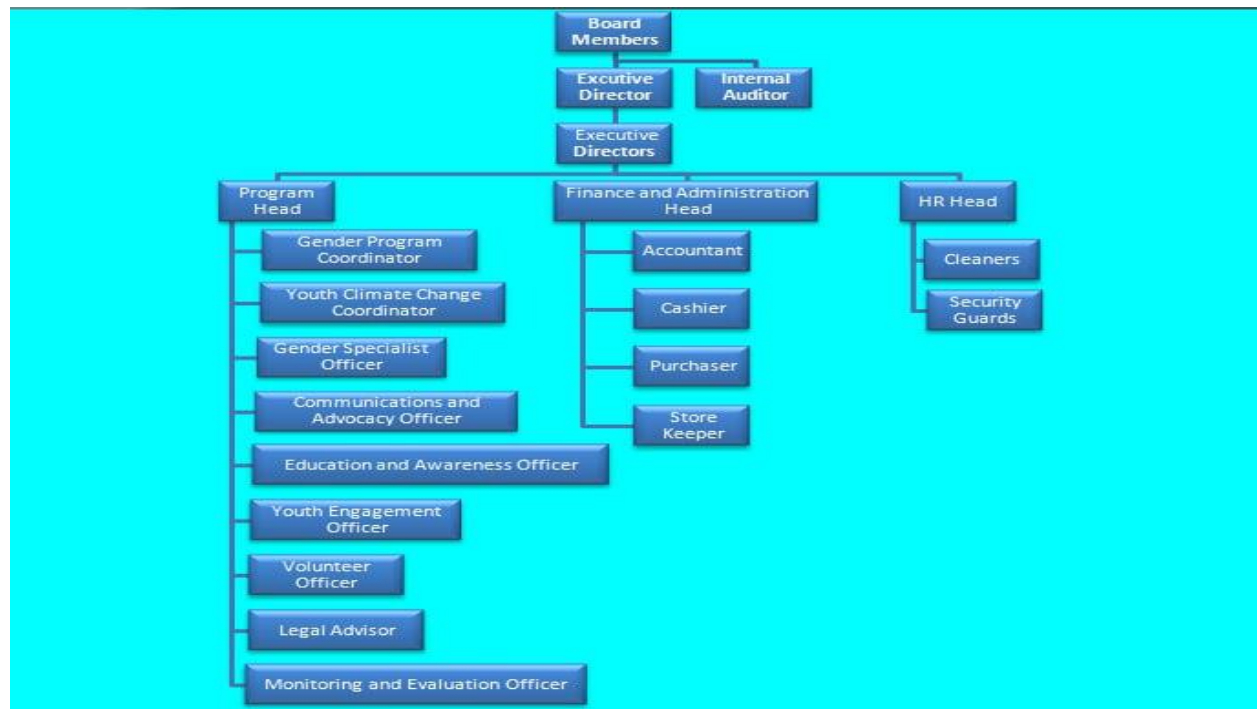 Board
Members
Excutive
Director
Internal
Auditor
Executive
Directors
Program
Head
Finance and Administration
Head
HR Head
Gender Program
Coordinator
Youth Climate Change
Coordinator
Gender Specialist
Officer
Communications and
Advocacy Officer
Education and Awareness Officer
Youth Engagement
Officer
Volunteer
Officer
Legal Advisor
Monitoring and Evaluation Officer
Accountant
Cashier
Purchaser
Store
Keeper
Cleaners
Security
Guards